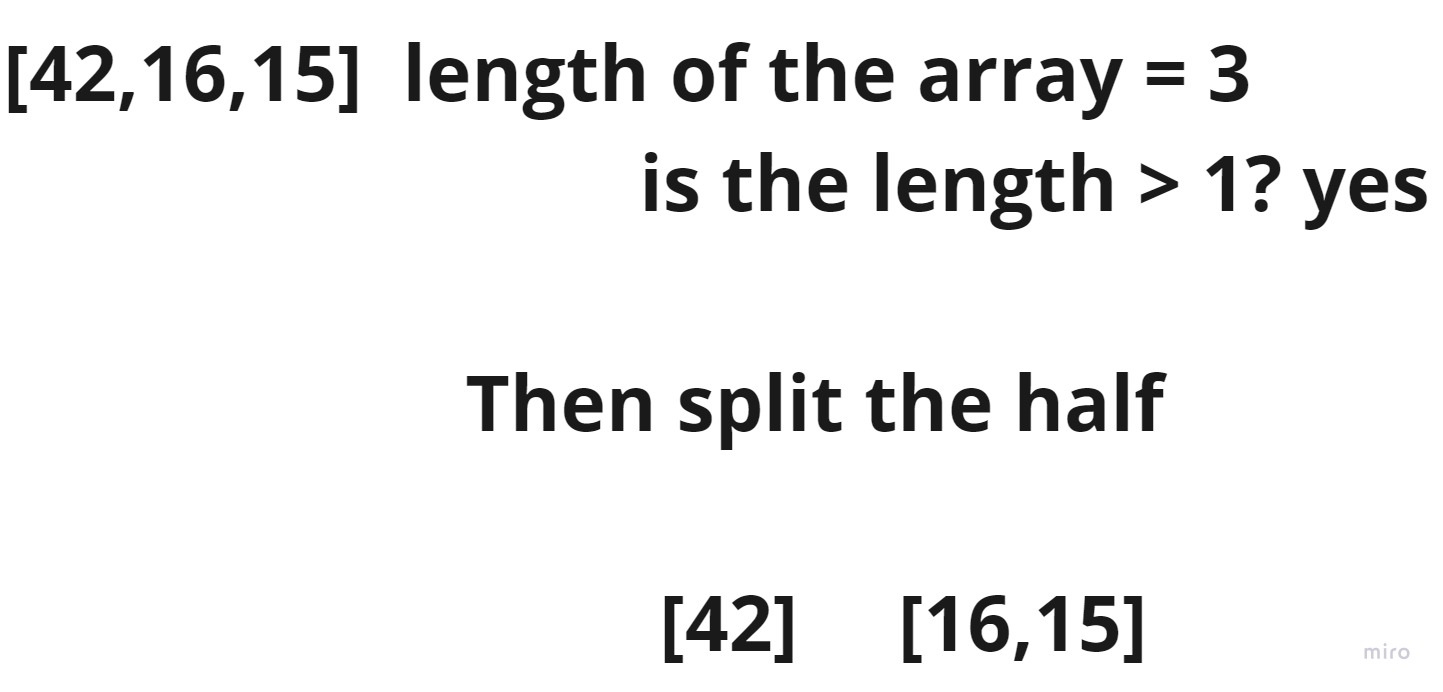 [42,16,15] length of the array = 3
is the length > 1? yes
Then split the half
[42] [16,15]
miro